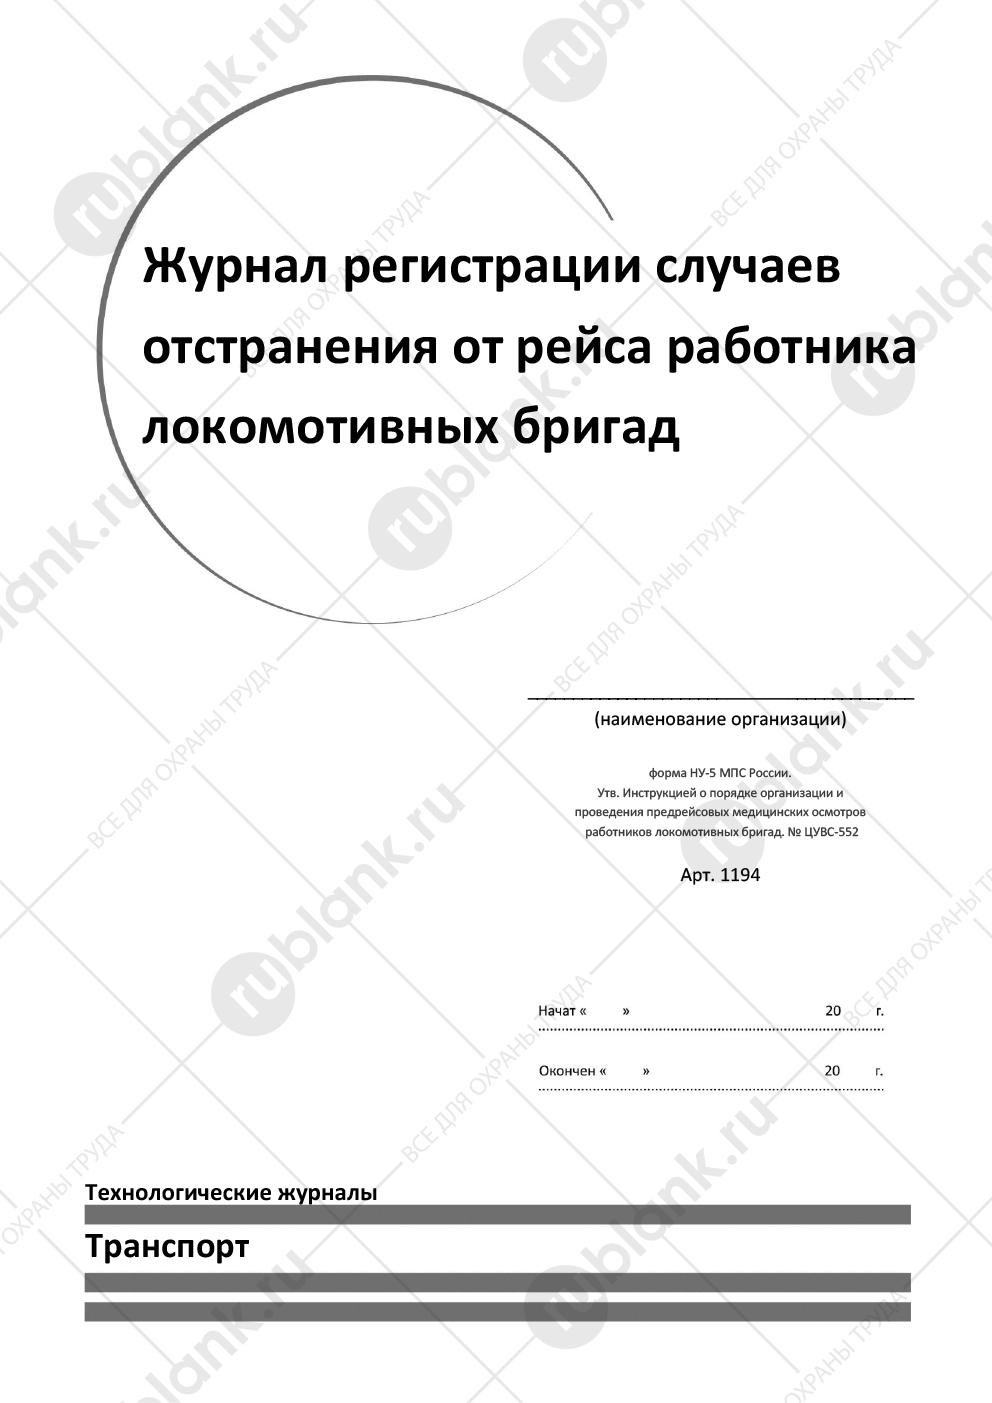 Журнал регистрации случаев
отстранения от рейса работника
локомотивных бригад
(наименование организации)
форма НУ-5 МПС России.
Утв. Инструкцией о порядке организации и
проведения предрейсовых медицинских осмотров
работников локомотивных бригад. № ЦУВС-552
Арт. 1194
Начат « » 20 г.
Окончен « » 20 г.
Технологические журналы
Транспорт
rublank.ru
ВСЕ ДЛЯ ОХРАНЫ ТРУДА